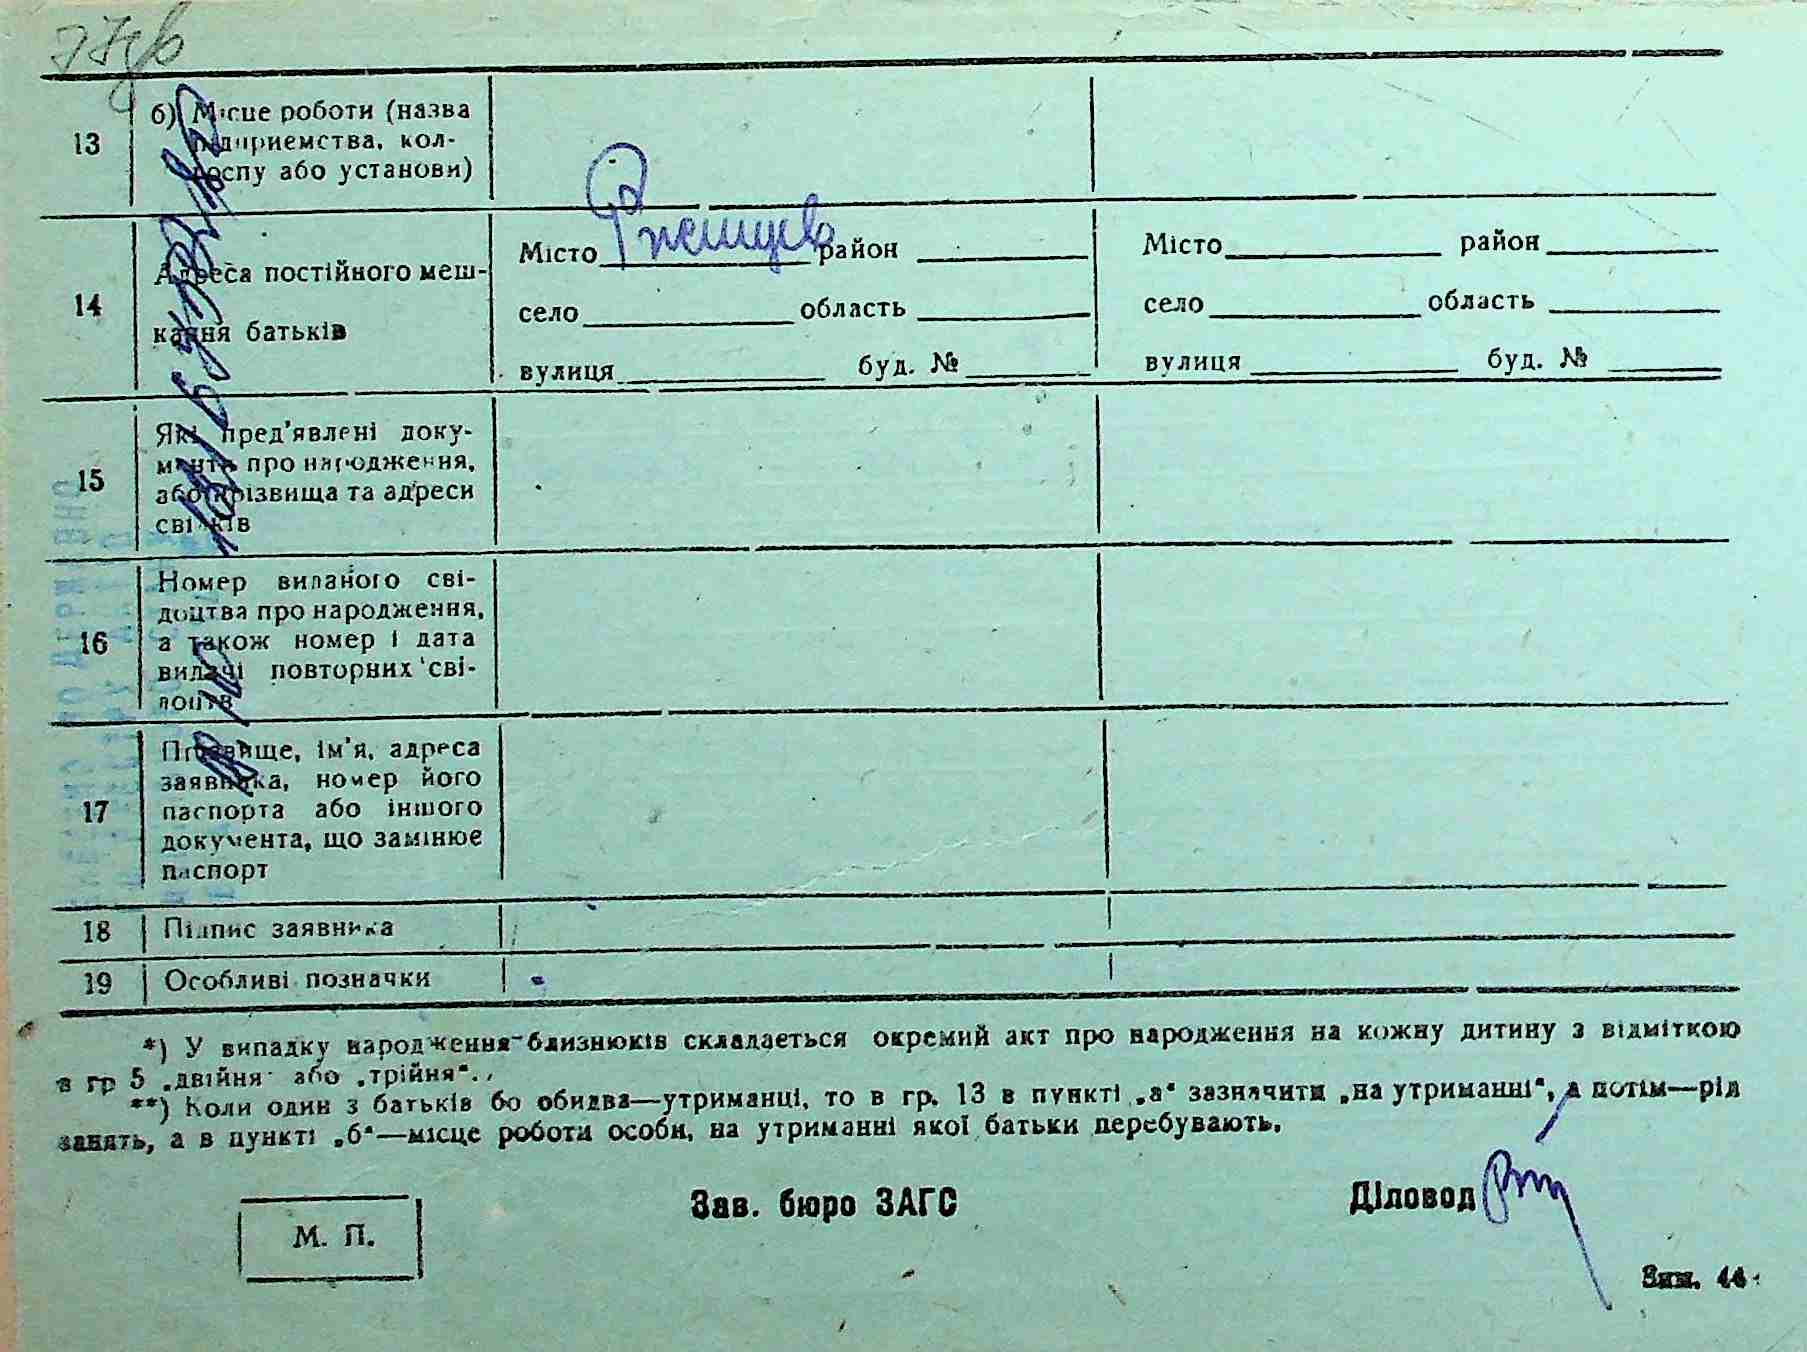 13
б) Місце роботи (назва
підприємства, кол-
госпу або установи)
14
Адреса постійного меш-
кання батьків
Місто Ржещцев район
село область
вулиця буд. №
Місто район
село область
вулиця буд. №
15
Які пред'явлені доку-
менти про народження,
або прізвища та адреси
свідків
16
Номер виданого сві-
доцтва про народження,
а також номер і дата
видачі повторних сві-
доцтв
17
Прізвище, ім'я, адреса
заявника, номер його
паспорта або іншого
документа, що замінює
паспорт
18 Підпис заявника
19 Особливі позначки
*) У випадку народження близнюків складається окремий акт про народження на кожну дитину з відміткою
в гр 5 „двійня" або „трійня".
**) Коли один з батьків бо обидва—утриманці, то в гр. 13 в пункті „а" зазначити „на утриманні", а потім—рід
занять, а в пункті „б"—місце роботи особи, на утриманні якої батьки перебувають.
М. П.
Зав. бюро ЗАГС
Діловод
Зам. 44